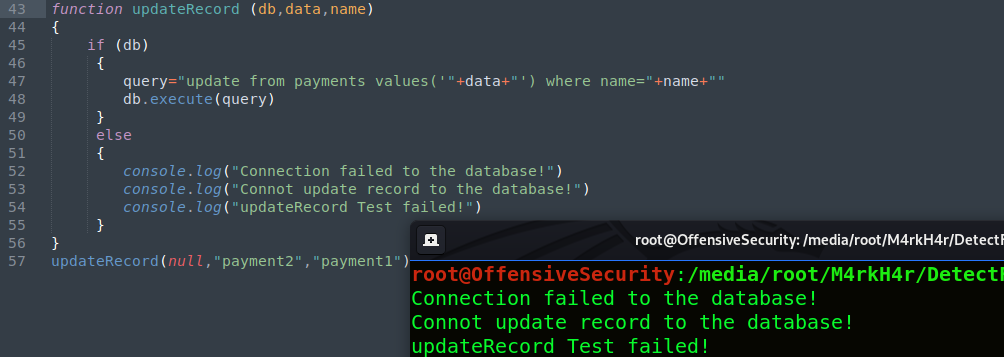 43 function updateRecord (db,data,name)
44 {
45 if (db)
46 {
47 query="update from payments values('"+data+"') where name="+name+""
48 db.execute(query)
49 }
50 else
51 {
52 console.log("Connection failed to the database!")
53 console.log("Connot update record to the database!")
54 console.log("updateRecord Test failed!")
55 }
56 }
57 updateRecord(null,"payment2","payment1")
root@OffensiveSecurity: /media/root/M4rkH4r/DetectF
root@OffensiveSecurity:/media/root/M4rkH4r/DetectF
Connection failed to the database!
Connot update record to the database!
updateRecord Test failed!